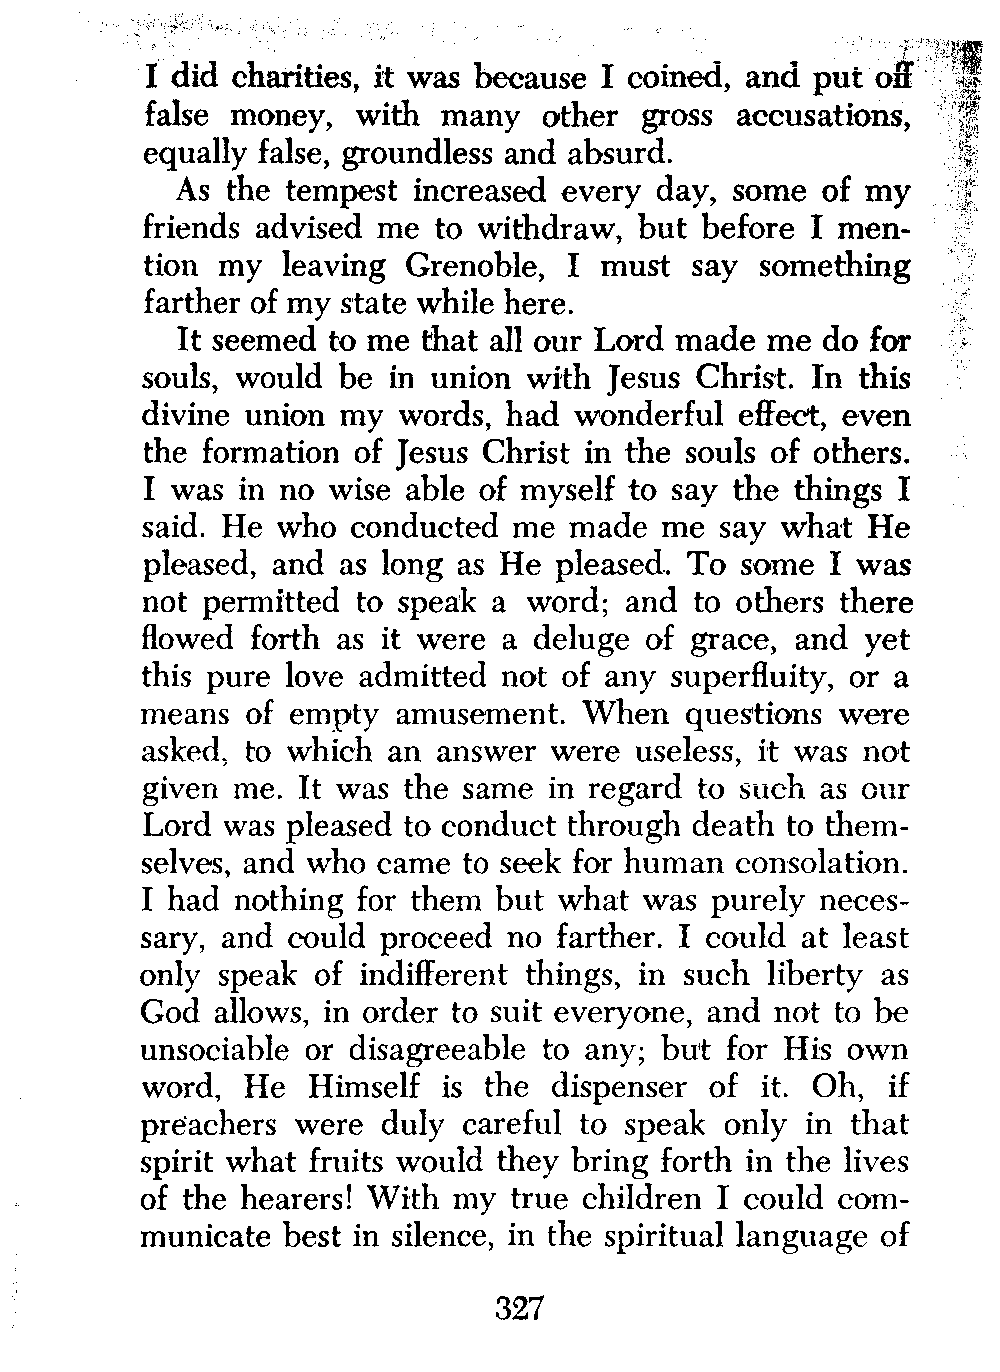 I did charities, it was because I coined, and put off
false money, with many other gross accusations,
equally false, groundless and absurd.
As the tempest increased every day, some of my
friends advised me to withdraw, but before I men-
tion my leaving Grenoble, I must say something
farther of my state while here.
It seemed to me that all our Lord made me do for
souls, would be in union with Jesus Christ. In this
divine union my words, had wonderful effect, even
the formation of Jesus Christ in the souls of others.
I was in no wise able of myself to say the things I
said. He who conducted me made me say what He
pleased, and as long as He pleased. To some I was
not permitted to speak a word; and to others there
flowed forth as it were a deluge of grace, and yet
this pure love admitted not of any superfluity, or a
means of empty amusement. When questions were
asked, to which an answer were useless, it was not
given me. It was the same in regard to such as our
Lord was pleased to conduct through death to them-
selves, and who came to seek for human consolation.
I had nothing for them but what was purely neces-
sary, and could proceed no farther. I could at least
only speak of indifferent things, in such liberty as
God allows, in order to suit everyone, and not to be
unsociable or disagreeable to any; but for His own
word, He Himself is the dispenser of it. Oh, if
preachers were duly careful to speak only in that
spirit what fruits would they bring forth in the lives
of the hearers! With my true children I could com-
municate best in silence, in the spiritual language of
327